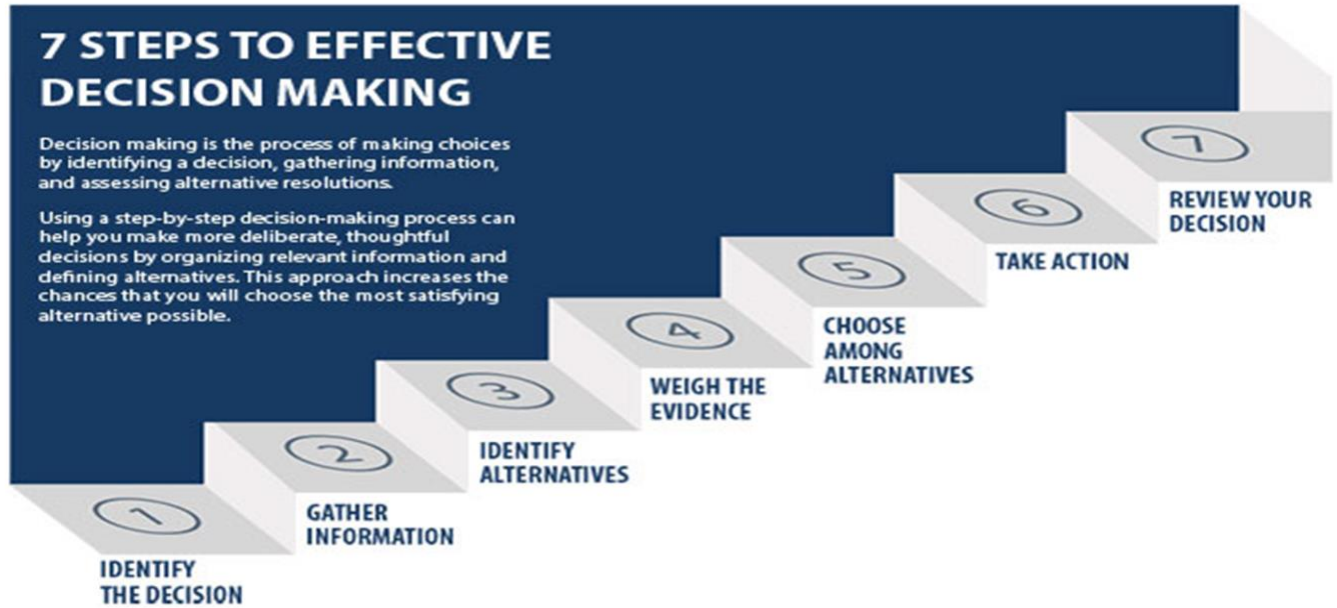 7 STEPS TO EFFECTIVE
DECISION MAKING
Decision making is the process of making choices
by identifying a decision, gathering information,
and assessing alternative resolutions.
Using a step-by-step decision-making process can
help you make more deliberate, thoughtful
decisions by organizing relevant information and
defining alternatives. This approach increases the
chances that you will choose the most satisfying
alternative possible.
1
IDENTIFY
THE DECISION
2
GATHER
INFORMATION
3
IDENTIFY
ALTERNATIVES
4
WEIGH THE
EVIDENCE
5
CHOOSE
AMONG
ALTERNATIVES
6
TAKE ACTION
7
REVIEW YOUR
DECISION